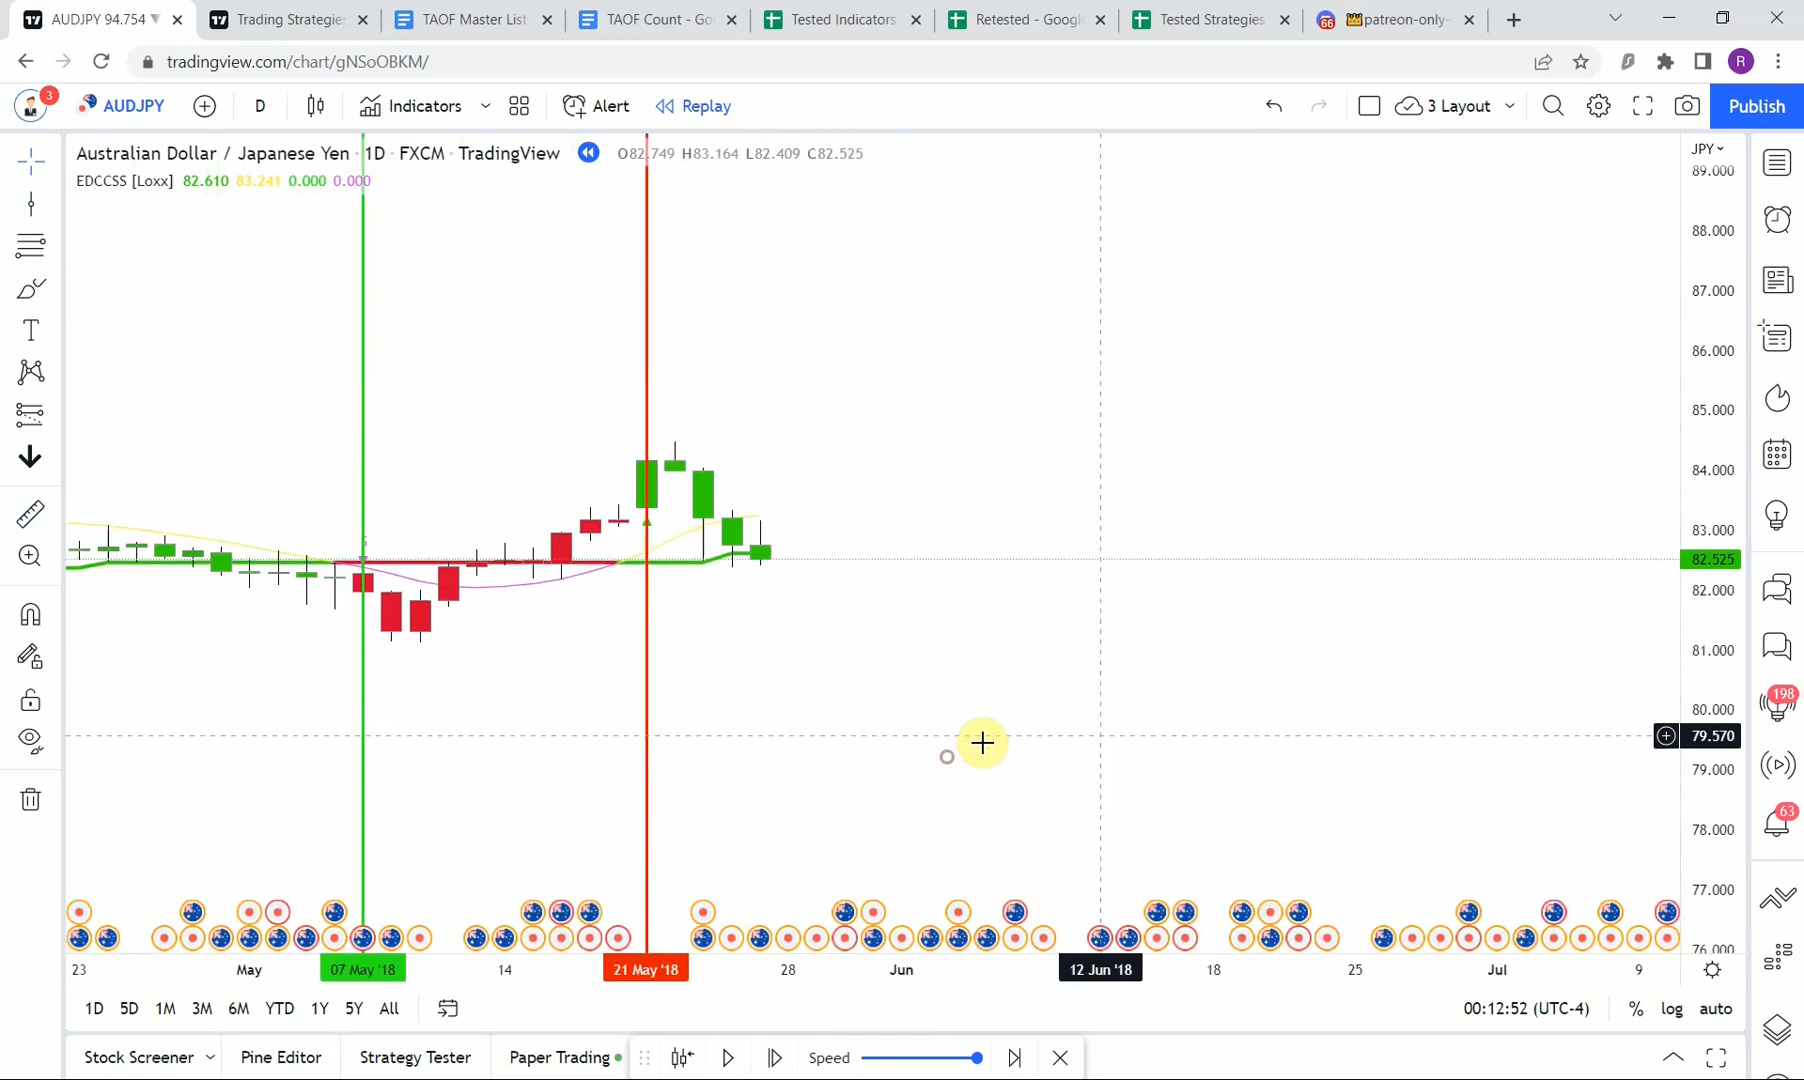 AUDJPY 94.754 ▼
Trading Strategies
TAOF Master List
TAOF Count - Go
Tested Indicators
Retested - Google
Tested Strategies
66
patreon-only-
tradingview.com/chart/gNSoOBKM/
R
3
AUDJPY
D
Indicators
Alert
Replay
3 Layout
Publish
Australian Dollar / Japanese Yen · 1D · FXCM · TradingView
O82.749 H83.164 L82.409 C82.525
EDCCSS [Loxx] 82.610 83.241 0.000 0.000
JPY
89.000
88.000
87.000
86.000
85.000
84.000
83.000
82.525
82.000
81.000
80.000
79.570
79.000
78.000
77.000
76.000
S
198
63
23
May
07 May '18
14
21 May '18
28
Jun
12 Jun '18
18
25
Jul
9
1D 5D 1M 3M 6M YTD 1Y 5Y All
00:12:52 (UTC-4)
% log auto
Stock Screener
Pine Editor
Strategy Tester
Paper Trading
Speed